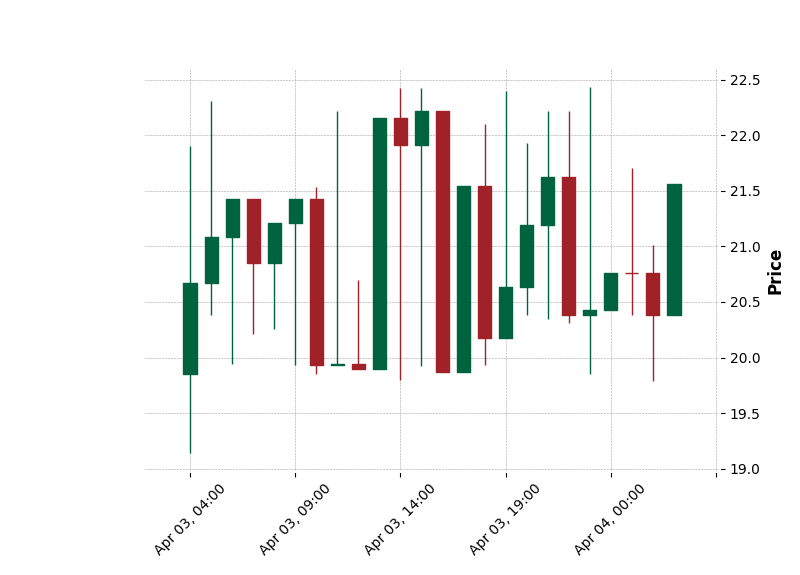 22.5
22.0
21.5
21.0
20.5
20.0
19.5
19.0
Price
Apr 03, 04:00
Apr 03, 09:00
Apr 03, 14:00
Apr 03, 19:00
Apr 04, 00:00